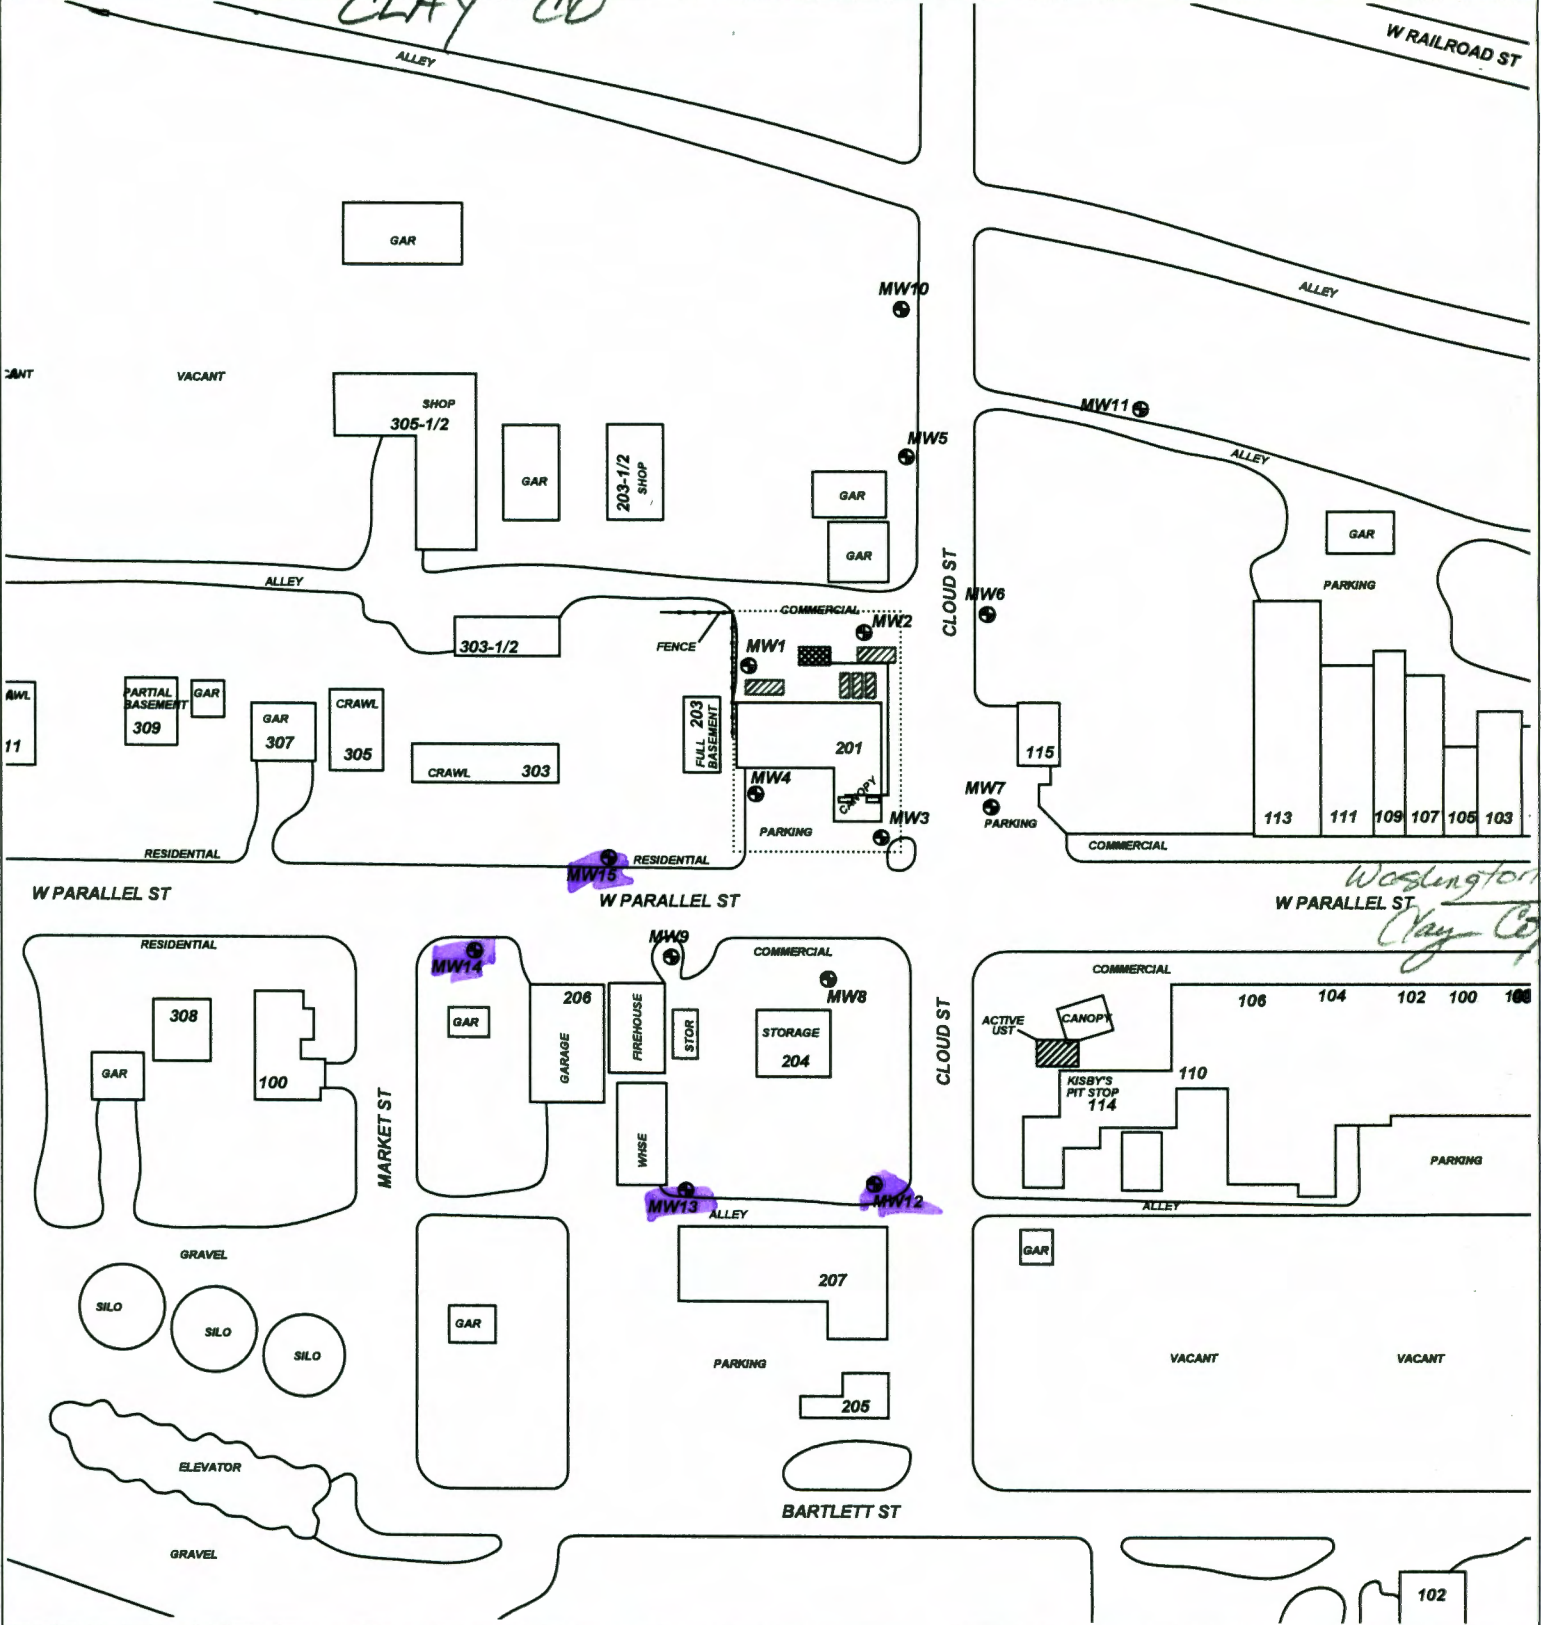 CLAY CO
W RAILROAD ST
ALLEY
GAR
MW10
ALLEY
VACANT
SHOP
305-1/2
MW11
MW5
ALLEY
GAR
203-1/2
SHOP
GAR
GAR
GAR
CLOUD ST
ALLEY
PARKING
MW6
COMMERCIAL
MW2
303-1/2
FENCE
MW1
PARTIAL
BASEMENT
309
GAR
GAR
307
CRAWL
305
FULL 203
BASEMENT
201
115
11
CRAWL 303
MW4
CANOPY
MW7
PARKING
MW3
PARKING
113 111 109 107 105 103
COMMERCIAL
RESIDENTIAL
RESIDENTIAL
MW15
W PARALLEL ST
W PARALLEL ST
W PARALLEL ST
Washington
Clay Co,
RESIDENTIAL
MW14
MW9
COMMERCIAL
MW8
COMMERCIAL
106 104 102 100
308
GAR
206
GARAGE
FIREHOUSE
STOR
STORAGE
204
CLOUD ST
ACTIVE
UST
CANOPY
GAR
100
KISBY'S
PIT STOP
114
110
MARKET ST
WHSE
PARKING
MW13
MW12
ALLEY
ALLEY
GRAVEL
GAR
207
SILO
SILO
SILO
GAR
PARKING
VACANT
VACANT
205
ELEVATOR
BARTLETT ST
GRAVEL
102